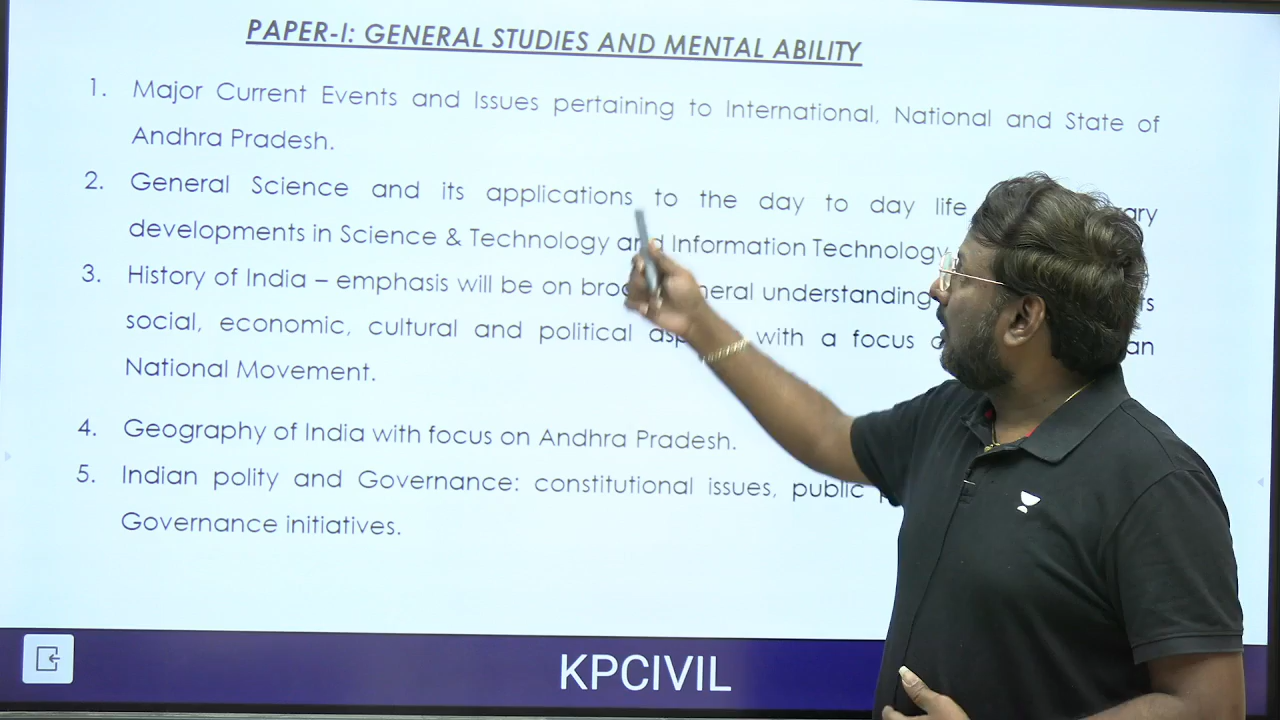 PAPER-I: GENERAL STUDIES AND MENTAL ABILITY
1. Major Current Events and Issues pertaining to International, National and State of
Andhra Pradesh.
2. General Science and its applications to the day to day life
developments in Science & Technology and Information Technology
3. History of India – emphasis will be on understanding
social, economic, cultural and political with a focus
National Movement.
4. Geography of India with focus on Andhra Pradesh.
5. Indian polity and Governance: constitutional issues, public
Governance initiatives.
KPCIVIL